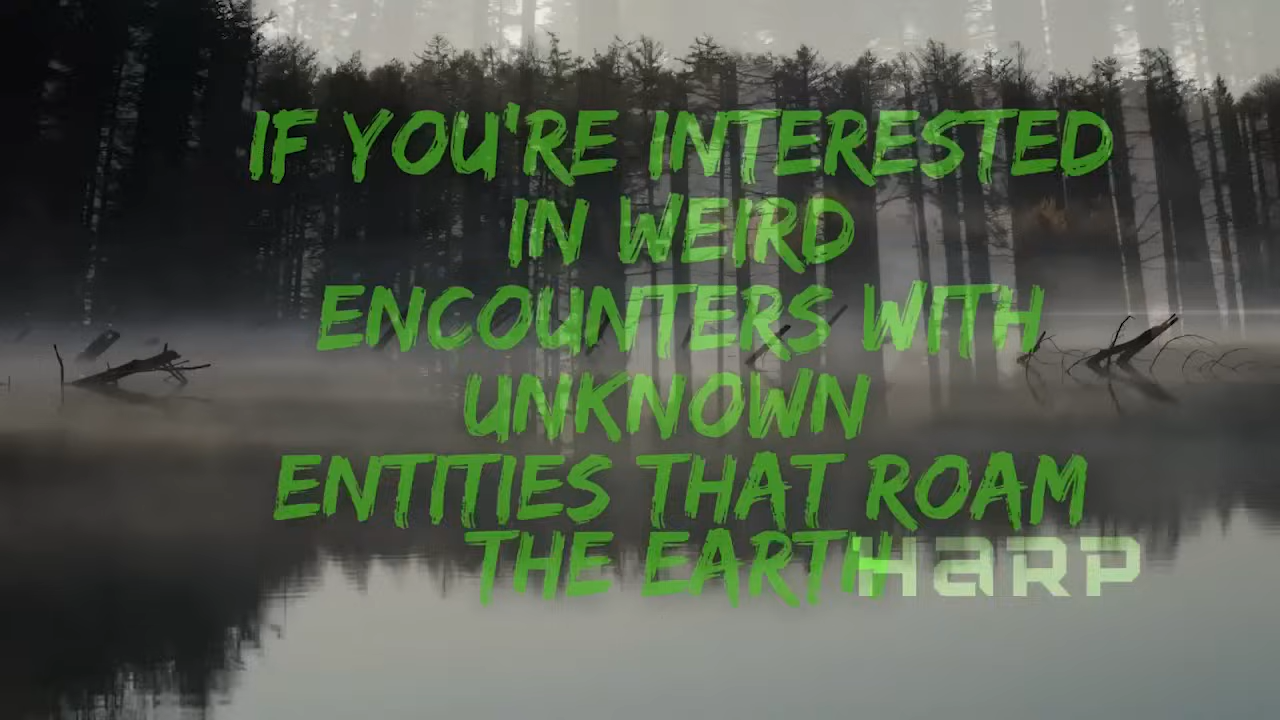 IF YOU'RE INTERESTED
IN WEIRD
ENCOUNTERS WITH
UNKNOWN
ENTITIES THAT ROAM
THE EARTH
HARP